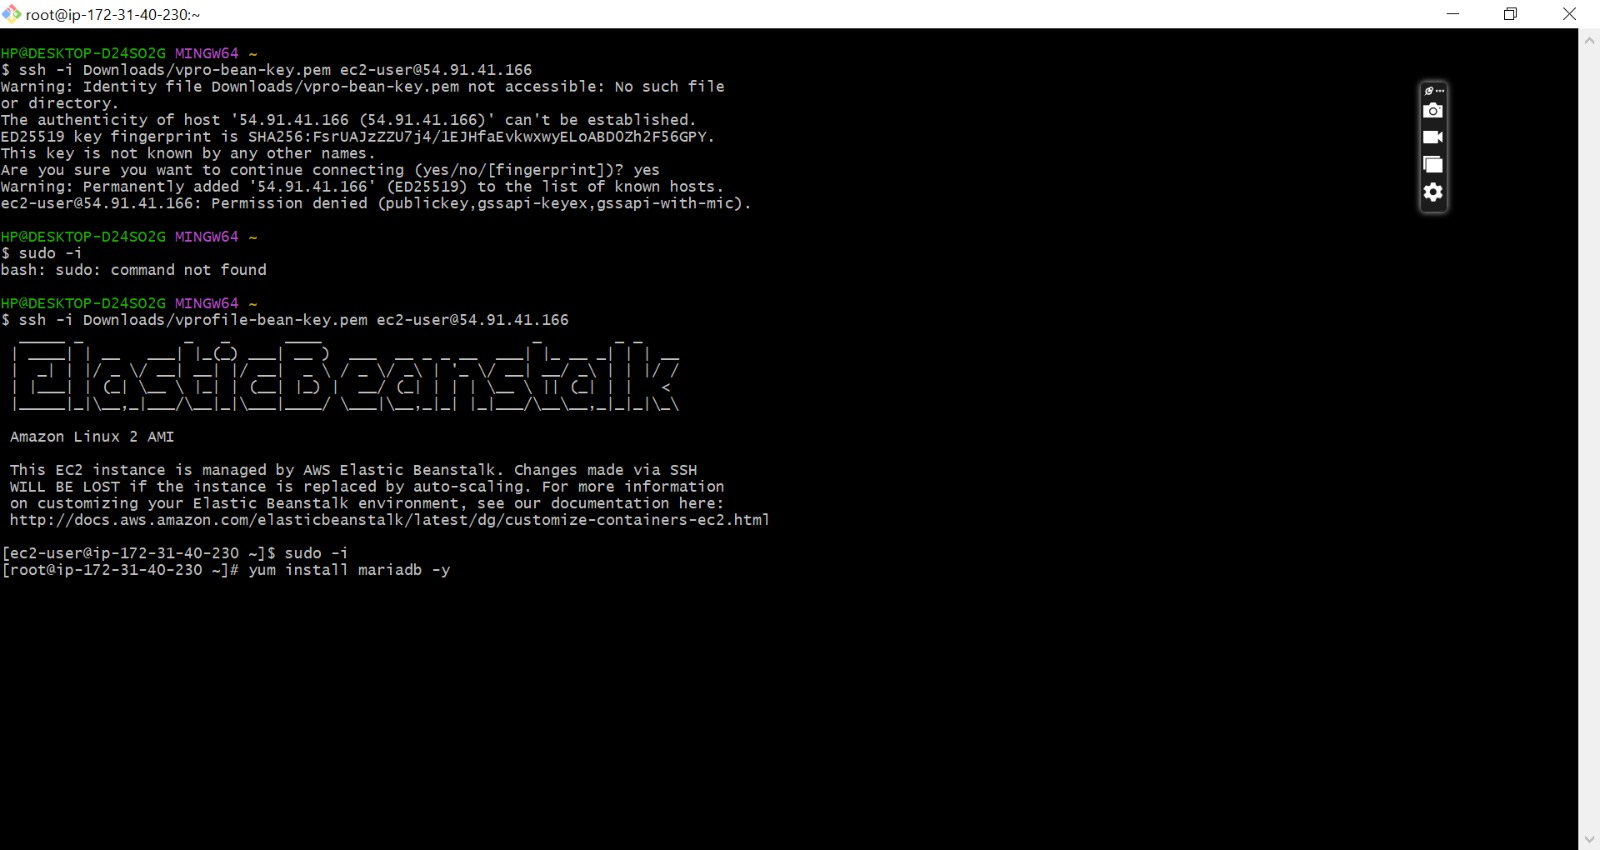 root@ip-172-31-40-230:~
HP@DESKTOP-D24SO2G MINGW64 ~
$ ssh -i Downloads/vpro-bean-key.pem ec2-user@54.91.41.166
Warning: Identity file Downloads/vpro-bean-key.pem not accessible: No such file
or directory.
The authenticity of host '54.91.41.166 (54.91.41.166)' can't be established.
ED25519 key fingerprint is SHA256:FsrUAJzZZU7j4/1EJHfaEvkwxwyELoABDOZh2F56GPY.
This key is not known by any other names.
Are you sure you want to continue connecting (yes/no/[fingerprint])? yes
Warning: Permanently added '54.91.41.166' (ED25519) to the list of known hosts.
ec2-user@54.91.41.166: Permission denied (publickey,gssapi-keyex,gssapi-with-mic).
HP@DESKTOP-D24SO2G MINGW64 ~
$ sudo -i
bash: sudo: command not found
HP@DESKTOP-D24SO2G MINGW64 ~
$ ssh -i Downloads/vprofile-bean-key.pem ec2-user@54.91.41.166
ElasticBeanstalk
Amazon Linux 2 AMI
This EC2 instance is managed by AWS Elastic Beanstalk. Changes made via SSH
WILL BE LOST if the instance is replaced by auto-scaling. For more information
on customizing your Elastic Beanstalk environment, see our documentation here:
http://docs.aws.amazon.com/elasticbeanstalk/latest/dg/customize-containers-ec2.html
[ec2-user@ip-172-31-40-230 ~]$ sudo -i
[root@ip-172-31-40-230 ~]# yum install mariadb -y